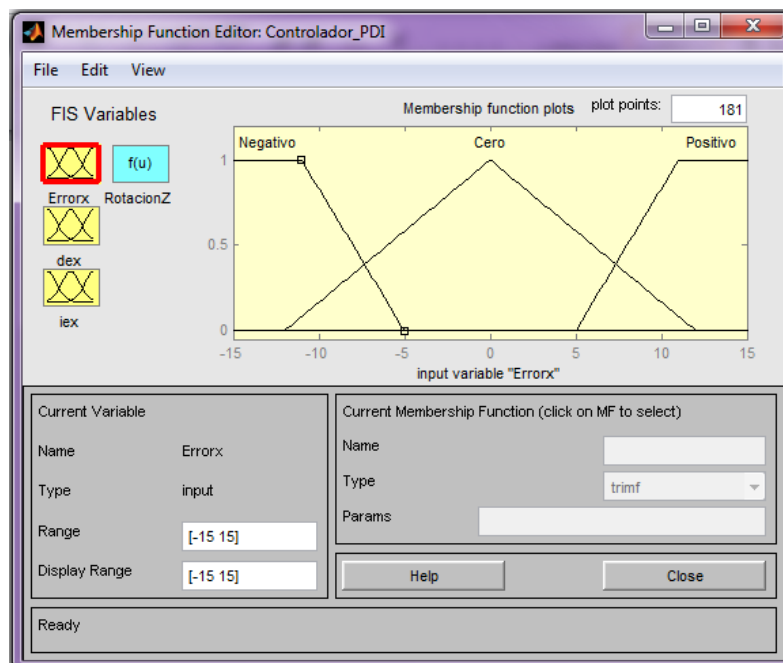 Membership Function Editor: Controlador_PDI
File Edit View
FIS Variables
Membership function plots plot points: 181
f(u)
Errorx RotacionZ
dex
iex
Negativo Cero Positivo
1
0.5
0
-15 -10 -5 0 5 10 15
input variable "Errorx"
Current Variable
Name Errorx
Type input
Range [-15 15]
Display Range [-15 15]
Current Membership Function (click on MF to select)
Name
Type trimf
Params
Help Close
Ready